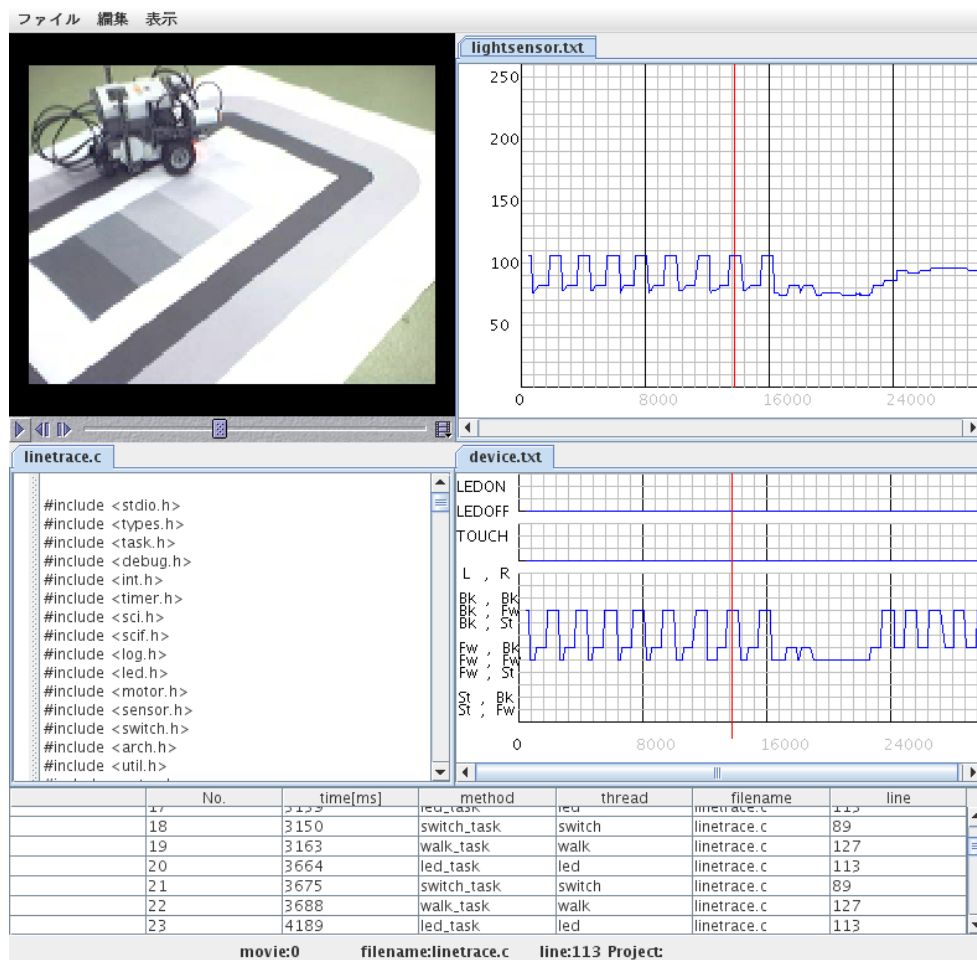 ファイル 編集 表示
lightsensor.txt
250
200
150
100
50
0 8000 16000 24000
linetrace.c
#include <stdio.h>
#include <types.h>
#include <task.h>
#include <debug.h>
#include <int.h>
#include <timer.h>
#include <sci.h>
#include <scif.h>
#include <log.h>
#include <led.h>
#include <motor.h>
#include <sensor.h>
#include <switch.h>
#include <arch.h>
#include <util.h>
device.txt
LEDON
LEDOFF
TOUCH
L , R
Bk , Bk
Bk , Fw
Bk , St
Fw , Bk
Fw , Fw
Fw , St
St , Bk
St , Fw
0 8000 16000 24000
No. time[ms] method thread filename line
17 3139 led_task led linetrace.c 113
18 3150 switch_task switch linetrace.c 89
19 3163 walk_task walk linetrace.c 127
20 3664 led_task led linetrace.c 113
21 3675 switch_task switch linetrace.c 89
22 3688 walk_task walk linetrace.c 127
23 4189 led_task led linetrace.c 113
movie:0 filename:linetrace.c line:113 Project: